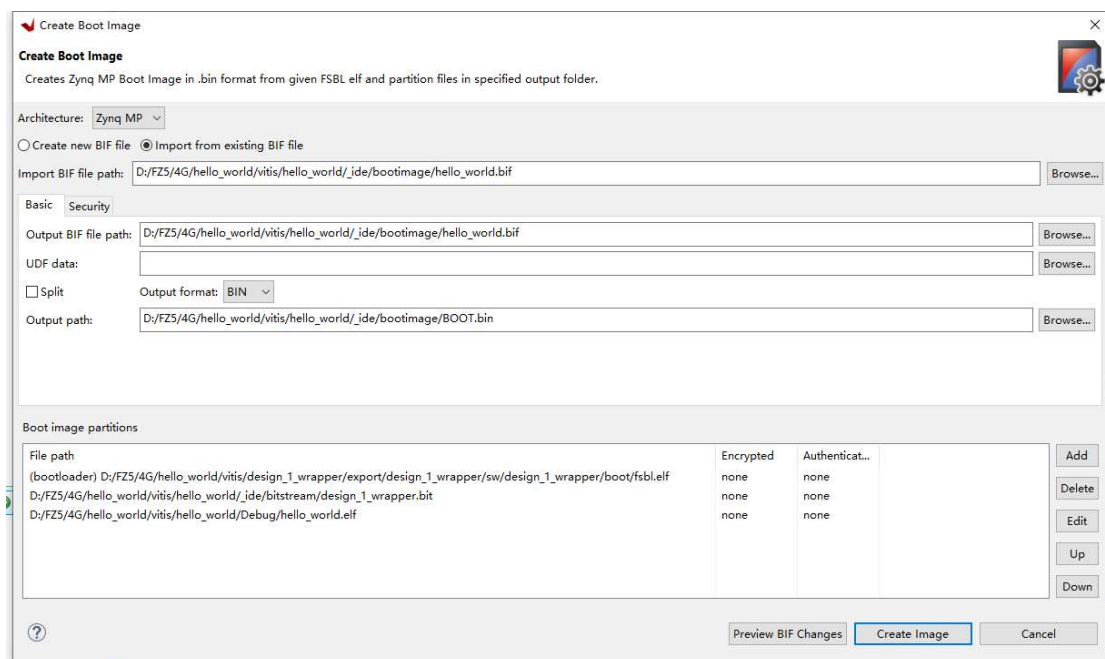 Create Boot Image
Create Boot Image
Creates Zynq MP Boot Image in .bin format from given FSBL elf and partition files in specified output folder.
Architecture: Zynq MP
Create new BIF file Import from existing BIF file
Import BIF file path: D:/FZ5/4G/hello_world/vitis/hello_world/_ide/bootimage/hello_world.bif Browse...
Basic Security
Output BIF file path: D:/FZ5/4G/hello_world/vitis/hello_world/_ide/bootimage/hello_world.bif Browse...
UDF data: Browse...
Split Output format: BIN
Output path: D:/FZ5/4G/hello_world/vitis/hello_world/_ide/bootimage/BOOT.bin Browse...
Boot image partitions
File path Encrypted Authenticat... Add
(bootloader) D:/FZ5/4G/hello_world/vitis/design_1_wrapper/export/design_1_wrapper/sw/design_1_wrapper/boot/fsbl.elf none none
D:/FZ5/4G/hello_world/vitis/hello_world/_ide/bitstream/design_1_wrapper.bit none none Delete
D:/FZ5/4G/hello_world/vitis/hello_world/Debug/hello_world.elf none none Edit
Up
Down
? Preview BIF Changes Create Image Cancel